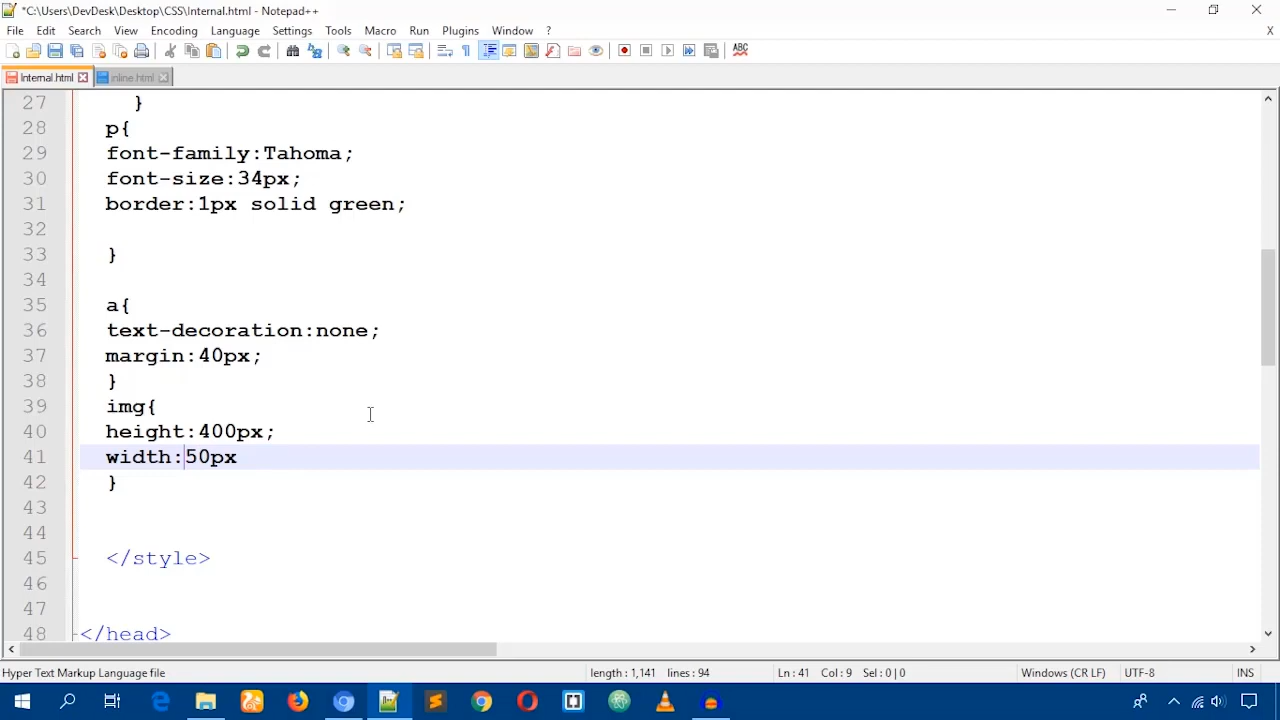 *C:\Users\DevDesk\Desktop\CSS\Internal.html - Notepad++
File Edit Search View Encoding Language Settings Tools Macro Run Plugins Window ? X
ABC
Internal.html inline.html
27 }
28 p{
29 font-family:Tahoma;
30 font-size:34px;
31 border:1px solid green;
32
33 }
34
35 a{
36 text-decoration:none;
37 margin:40px;
38 }
39 img{
40 height:400px;
41 width:50px
42 }
43
44
45 </style>
46
47
48 </head>
Hyper Text Markup Language file length : 1,141 lines : 94 Ln : 41 Col : 9 Sel : 0 | 0 Windows (CR LF) UTF-8 INS